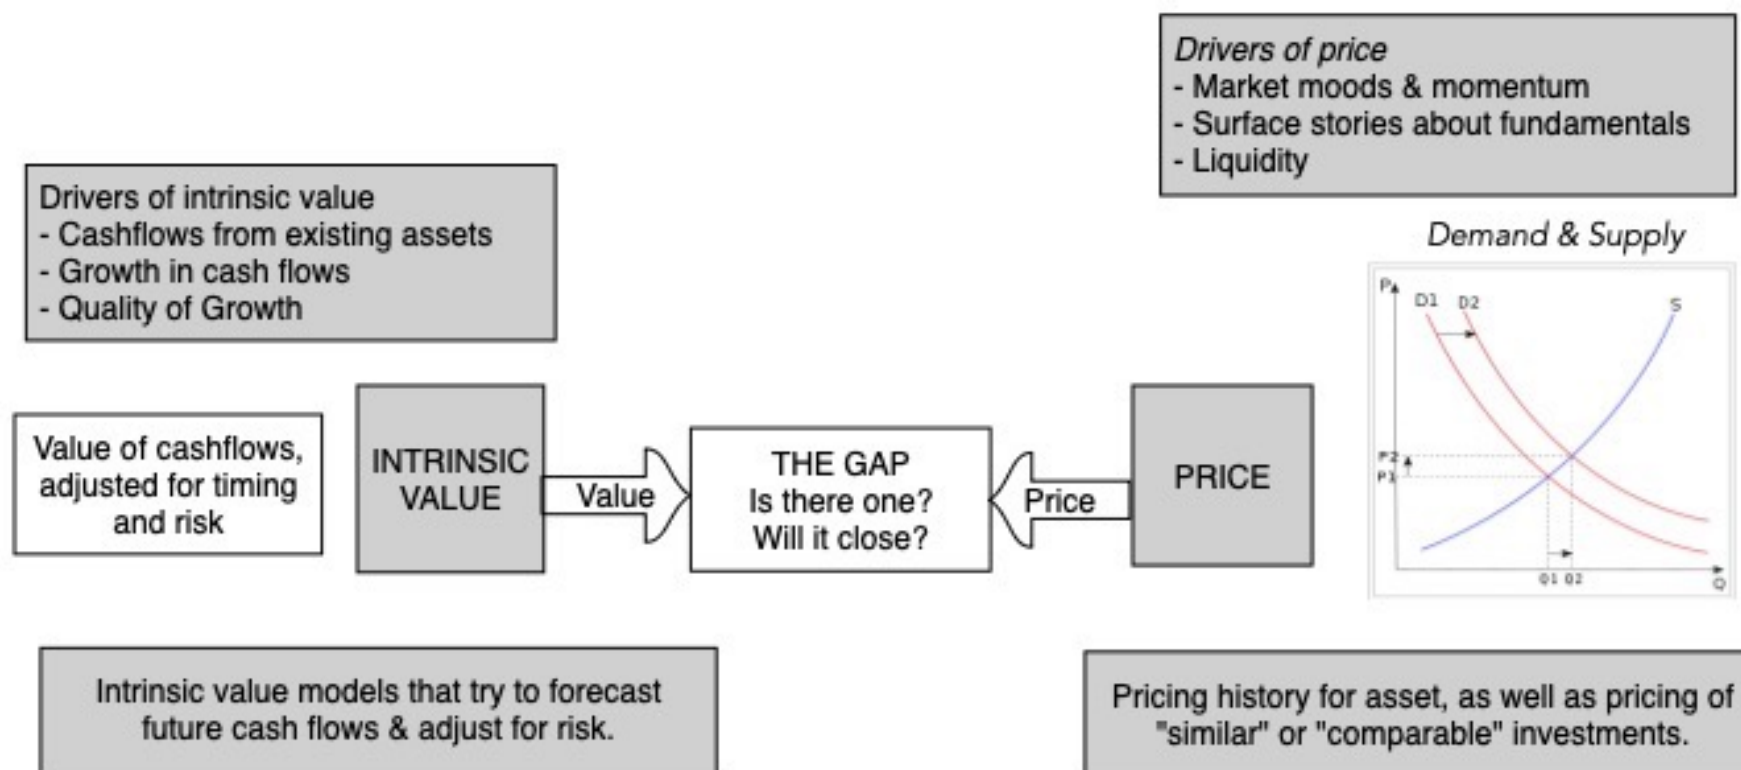 Drivers of price
- Market moods & momentum
- Surface stories about fundamentals
- Liquidity
Drivers of intrinsic value
- Cashflows from existing assets
- Growth in cash flows
- Quality of Growth
Demand & Supply
P
D1 D2
S
P2
P1
Q1 Q2
Q
Value of cashflows,
adjusted for timing
and risk
INTRINSIC
VALUE
Value
THE GAP
Is there one?
Will it close?
Price
PRICE
Intrinsic value models that try to forecast
future cash flows & adjust for risk.
Pricing history for asset, as well as pricing of
"similar" or "comparable" investments.